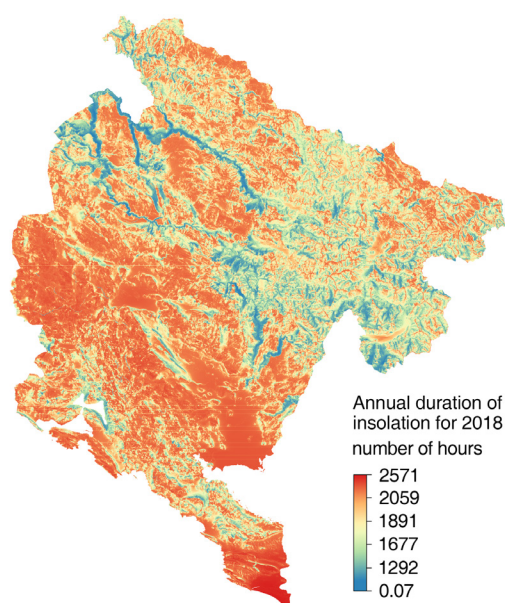 Annual duration of
insolation for 2018
number of hours
2571
2059
1891
1677
1292
0.07